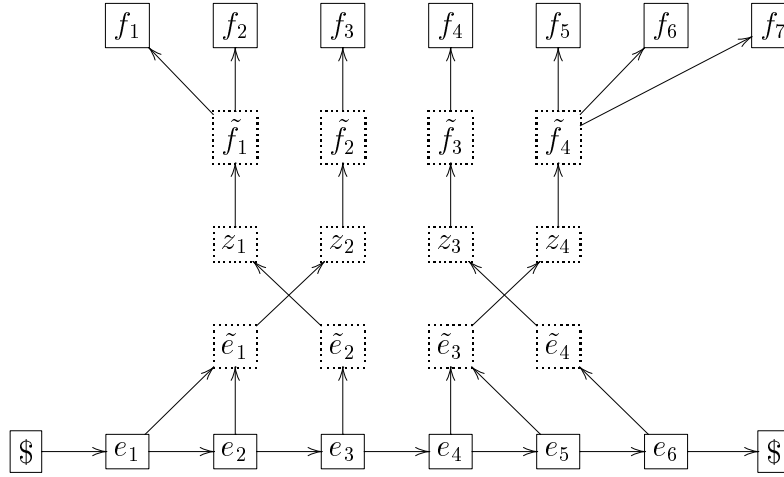 f₁ f₂ f₃ f₄ f₅ f₆ f₇
f̃₁ f̃₂ f̃₃ f̃₄
z₁ z₂ z₃ z₄
ẽ₁ ẽ₂ ẽ₃ ẽ₄
$ e₁ e₂ e₃ e₄ e₅ e₆ $